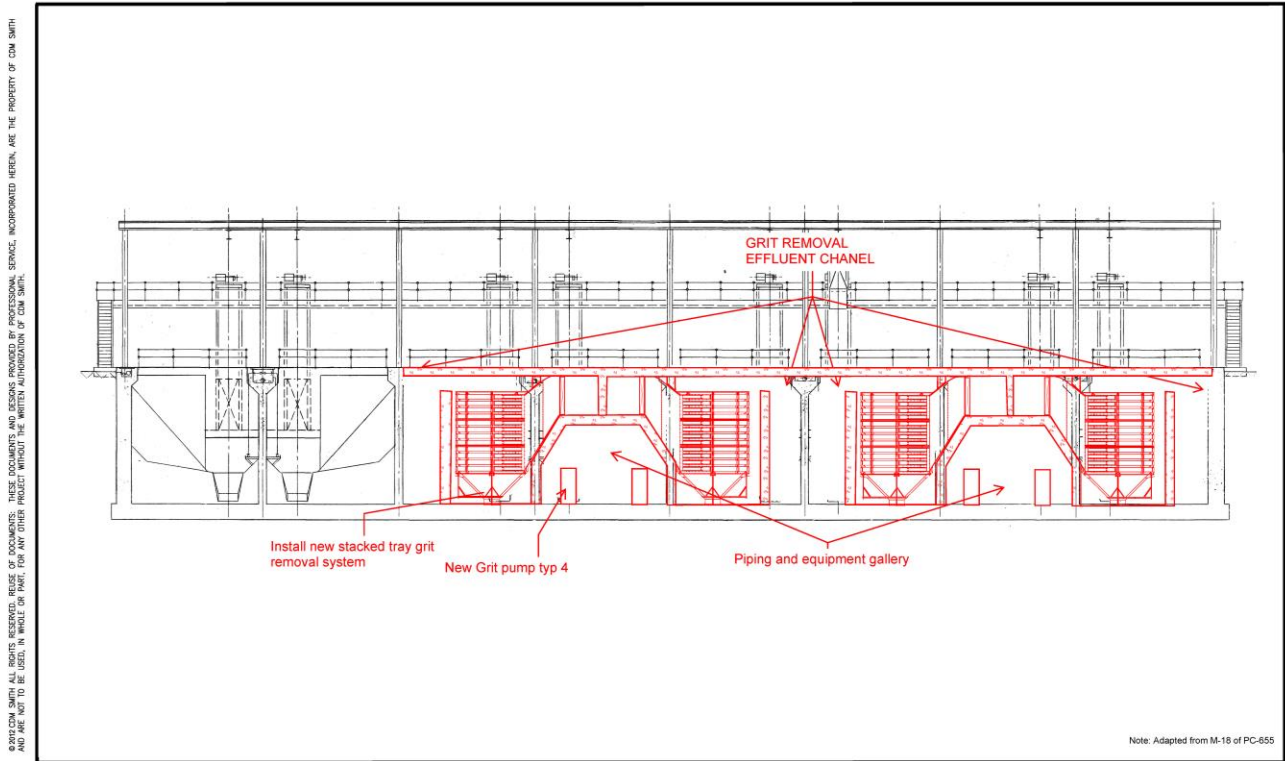 ©2012 CDM SMITH ALL RIGHTS RESERVED. REUSE OF DOCUMENTS: THESE DOCUMENTS AND DESIGNS PROVIDED BY PROFESSIONAL SERVICE, INCORPORATED HEREIN, ARE THE PROPERTY OF CDM SMITH
AND ARE NOT TO BE USED, IN WHOLE OR PART, FOR ANY OTHER PROJECT WITHOUT THE WRITTEN AUTHORIZATION OF CDM SMITH.
GRIT REMOVAL
EFFLUENT CHANEL
Install new stacked tray grit
removal system
New Grit pump typ 4
Piping and equipment gallery
Note: Adapted from M-18 of PC-655